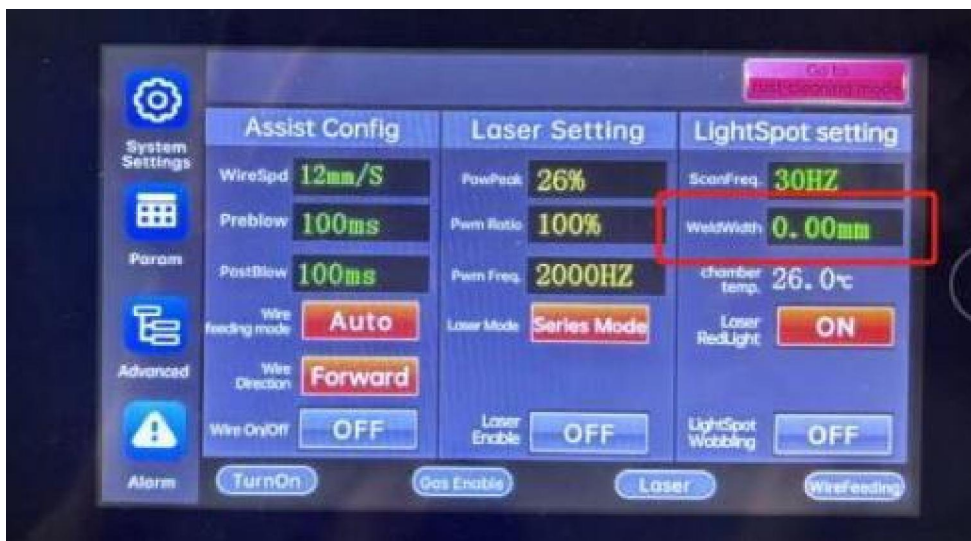 Go to
rust-cleaning mode
System
Settings
Param
Advanced
Alarm
Assist Config
WireSpd 12mm/S
Preblow 100ms
PostBlow 100ms
Wire
feeding mode Auto
Wire
Direction Forward
Wire On/Off OFF
Laser Setting
PowPeak 26%
Pwm Ratio 100%
Pwm Freq. 2000HZ
Laser Mode Series Mode
Laser
Enable OFF
LightSpot setting
ScanFreq. 30HZ
WeldWidth 0.00mm
chamber
temp. 26.0℃
Laser
RedLight ON
LightSpot
Wobbling OFF
TurnOn
Gas Enable
Laser
WireFeeding